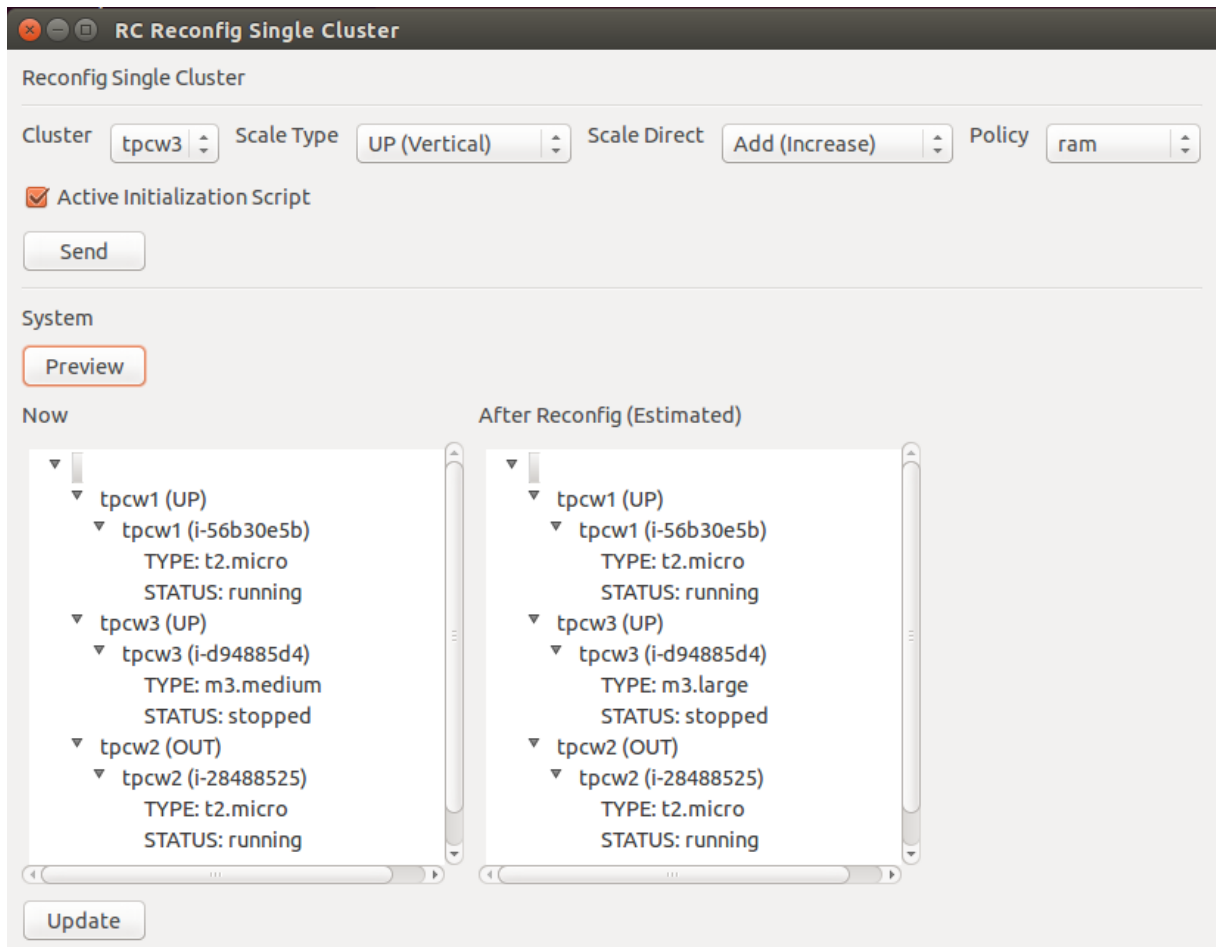 RC Reconfig Single Cluster
Reconfig Single Cluster
Cluster tpcw3 Scale Type UP (Vertical) Scale Direct Add (Increase) Policy ram
Active Initialization Script
Send
System
Preview
Now
tpcw1 (UP)
tpcw1 (i-56b30e5b)
TYPE: t2.micro
STATUS: running
tpcw3 (UP)
tpcw3 (i-d94885d4)
TYPE: m3.medium
STATUS: stopped
tpcw2 (OUT)
tpcw2 (i-28488525)
TYPE: t2.micro
STATUS: running
After Reconfig (Estimated)
tpcw1 (UP)
tpcw1 (i-56b30e5b)
TYPE: t2.micro
STATUS: running
tpcw3 (UP)
tpcw3 (i-d94885d4)
TYPE: m3.large
STATUS: stopped
tpcw2 (OUT)
tpcw2 (i-28488525)
TYPE: t2.micro
STATUS: running
Update